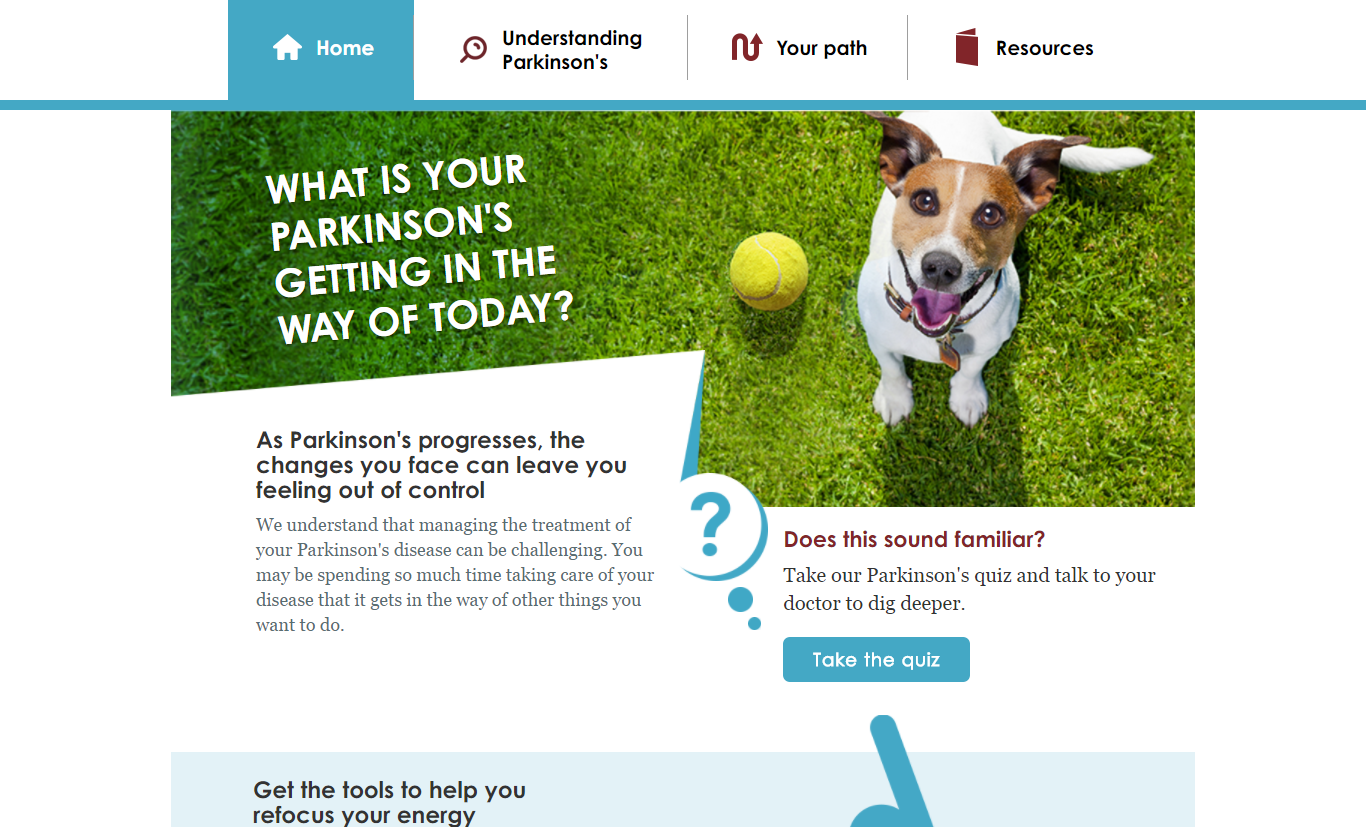 Home
Understanding
Parkinson's
Your path
Resources
WHAT IS YOUR
PARKINSON'S
GETTING IN THE
WAY OF TODAY?
As Parkinson's progresses, the
changes you face can leave you
feeling out of control
We understand that managing the treatment of
your Parkinson's disease can be challenging. You
may be spending so much time taking care of your
disease that it gets in the way of other things you
want to do.
?
Does this sound familiar?
Take our Parkinson's quiz and talk to your
doctor to dig deeper.
Take the quiz
Get the tools to help you
refocus your energy